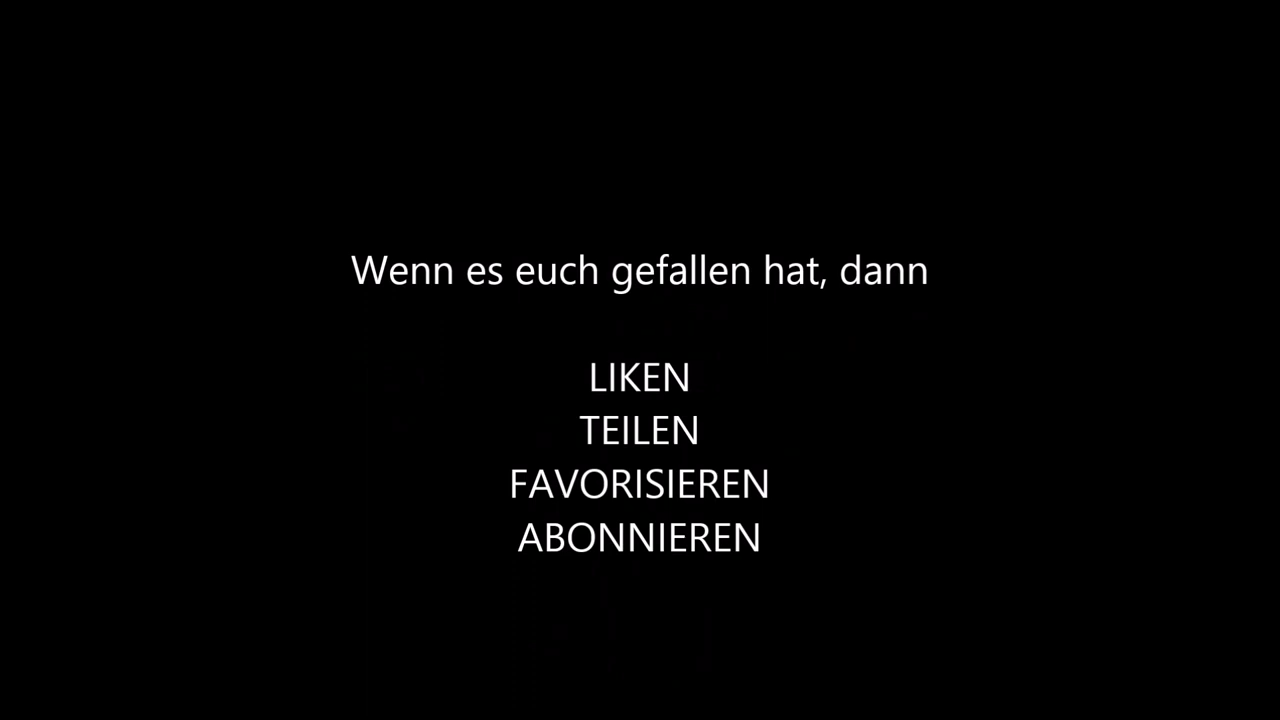 Wenn es euch gefallen hat, dann
LIKEN
TEILEN
FAVORISIEREN
ABONNIEREN